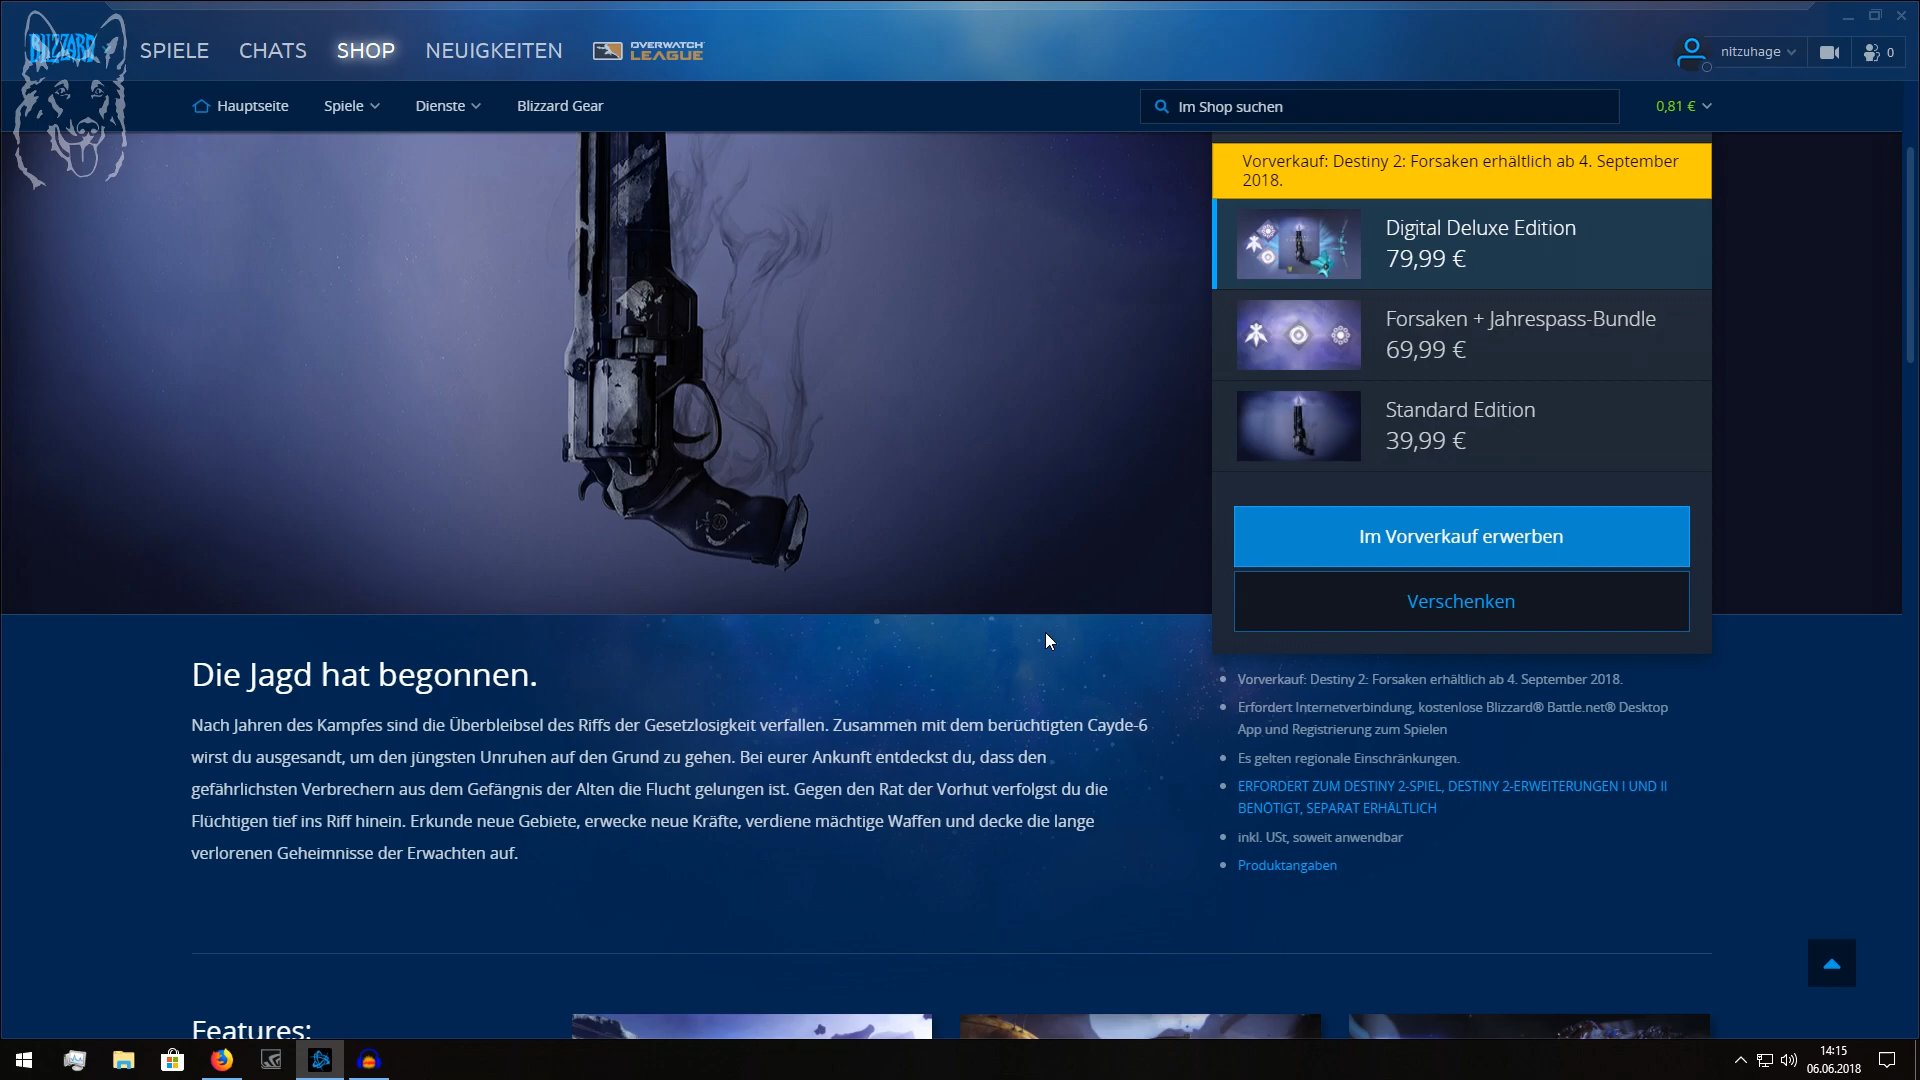 BLIZZARD
SPIELE
CHATS
SHOP
NEUIGKEITEN
OVERWATCH
LEAGUE
nitzuhage
0
Hauptseite
Spiele
Dienste
Blizzard Gear
Im Shop suchen
0,81 €
Vorverkauf: Destiny 2: Forsaken erhältlich ab 4. September
2018.
Digital Deluxe Edition
79,99 €
Forsaken + Jahrespass-Bundle
69,99 €
Standard Edition
39,99 €
Im Vorverkauf erwerben
Verschenken
Die Jagd hat begonnen.
Nach Jahren des Kampfes sind die Überbleibsel des Riffs der Gesetzlosigkeit verfallen. Zusammen mit dem berüchtigten Cayde-6
wirst du ausgesandt, um den jüngsten Unruhen auf den Grund zu gehen. Bei eurer Ankunft entdeckst du, dass den
gefährlichsten Verbrechern aus dem Gefängnis der Alten die Flucht gelungen ist. Gegen den Rat der Vorhut verfolgst du die
Flüchtigen tief ins Riff hinein. Erkunde neue Gebiete, erwecke neue Kräfte, verdiene mächtige Waffen und decke die lange
verlorenen Geheimnisse der Erwachten auf.
Vorverkauf: Destiny 2: Forsaken erhältlich ab 4. September 2018.
Erfordert Internetverbindung, kostenlose Blizzard® Battle.net® Desktop
App und Registrierung zum Spielen
Es gelten regionale Einschränkungen.
ERFORDERT ZUM DESTINY 2-SPIEL, DESTINY 2-ERWEITERUNGEN I UND II
BENÖTIGT, SEPARAT ERHÄLTLICH
inkl. USt, soweit anwendbar
Produktangaben
Features:
14:15
06.06.2018